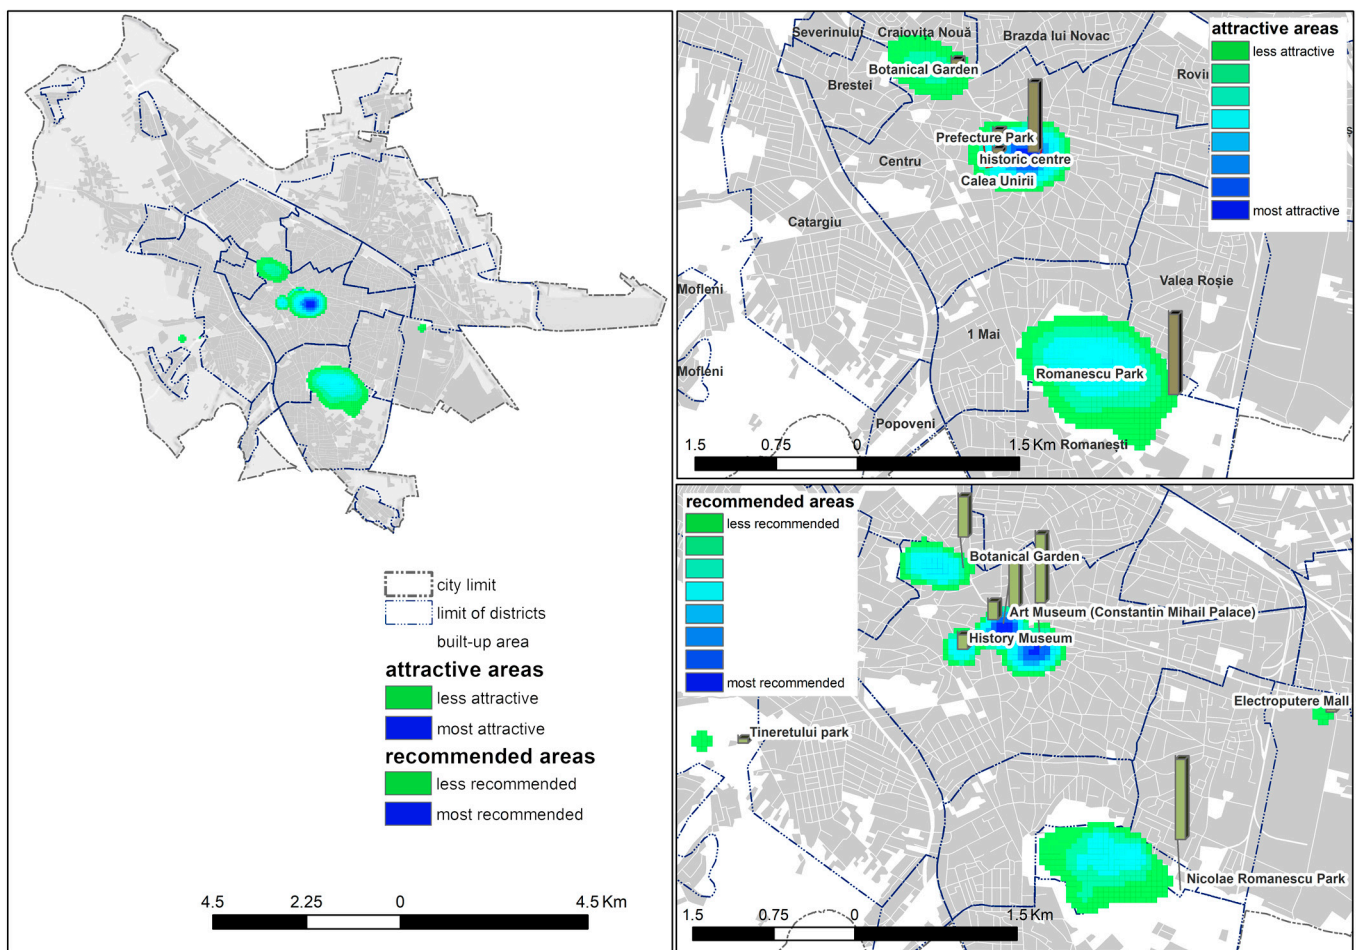 city limit
limit of districts
built-up area
attractive areas
less attractive
most attractive
recommended areas
less recommended
most recommended
4.5 2.25 0 4.5 Km
Severinului Craiovița Nouă Brazda lui Novac
Botanical Garden
Brestei
Prefecture Park
Centru historic centre
Calea Unirii
Catargiu
Mofleni
Valea Roșie
1 Mai
Mofleni
Romanescu Park
Popoveni
Romanești
1.5 0.75 0 1.5 Km
attractive areas
less attractive
most attractive
recommended areas
less recommended
most recommended
Botanical Garden
Art Museum (Constantin Mihail Palace)
History Museum
Electroputere Mall
Tineretului park
Nicolae Romanescu Park
1.5 0.75 0 1.5 Km